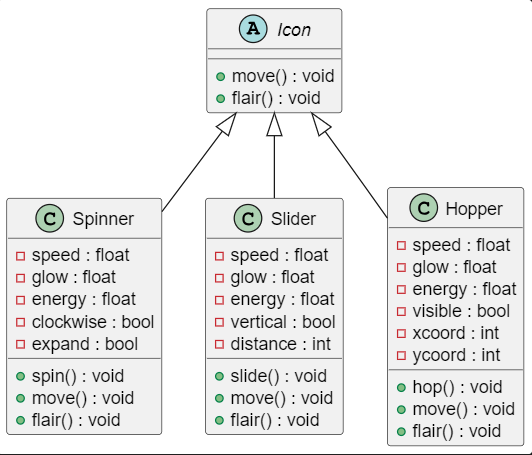 A Icon
move() : void
flair() : void
C Spinner
speed : float
glow : float
energy : float
clockwise : bool
expand : bool
spin() : void
move() : void
flair() : void
C Slider
speed : float
glow : float
energy : float
vertical : bool
distance : int
slide() : void
move() : void
flair() : void
C Hopper
speed : float
glow : float
energy : float
visible : bool
xcoord : int
ycoord : int
hop() : void
move() : void
flair() : void